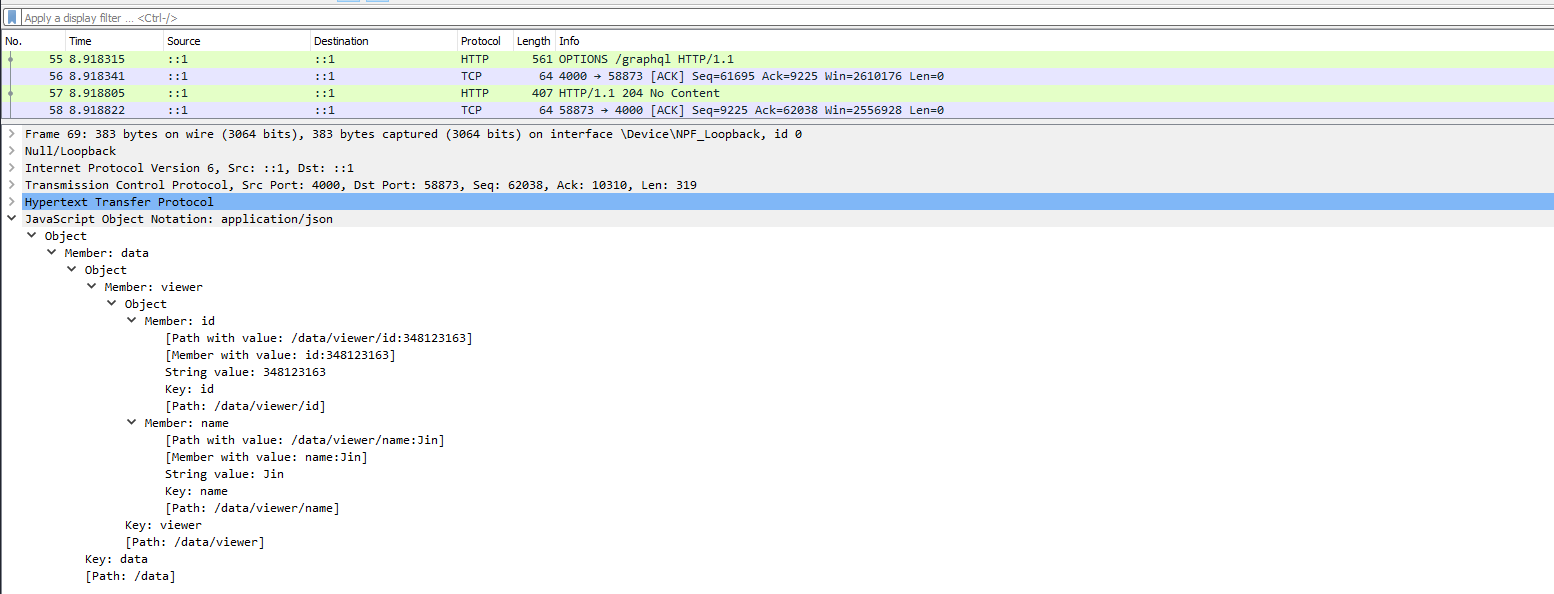 Apply a display filter ... <Ctrl-/>
No. Time Source Destination Protocol Length Info
55 8.918315 ::1 ::1 HTTP 561 OPTIONS /graphql HTTP/1.1
56 8.918341 ::1 ::1 TCP 64 4000 → 58873 [ACK] Seq=61695 Ack=9225 Win=2610176 Len=0
57 8.918805 ::1 ::1 HTTP 407 HTTP/1.1 204 No Content
58 8.918822 ::1 ::1 TCP 64 58873 → 4000 [ACK] Seq=9225 Ack=62038 Win=2556928 Len=0
Frame 69: 383 bytes on wire (3064 bits), 383 bytes captured (3064 bits) on interface \Device\NPF_Loopback, id 0
Null/Loopback
Internet Protocol Version 6, Src: ::1, Dst: ::1
Transmission Control Protocol, Src Port: 4000, Dst Port: 58873, Seq: 62038, Ack: 10310, Len: 319
Hypertext Transfer Protocol
JavaScript Object Notation: application/json
Object
Member: data
Object
Member: viewer
Object
Member: id
[Path with value: /data/viewer/id:348123163]
[Member with value: id:348123163]
String value: 348123163
Key: id
[Path: /data/viewer/id]
Member: name
[Path with value: /data/viewer/name:Jin]
[Member with value: name:Jin]
String value: Jin
Key: name
[Path: /data/viewer/name]
Key: viewer
[Path: /data/viewer]
Key: data
[Path: /data]